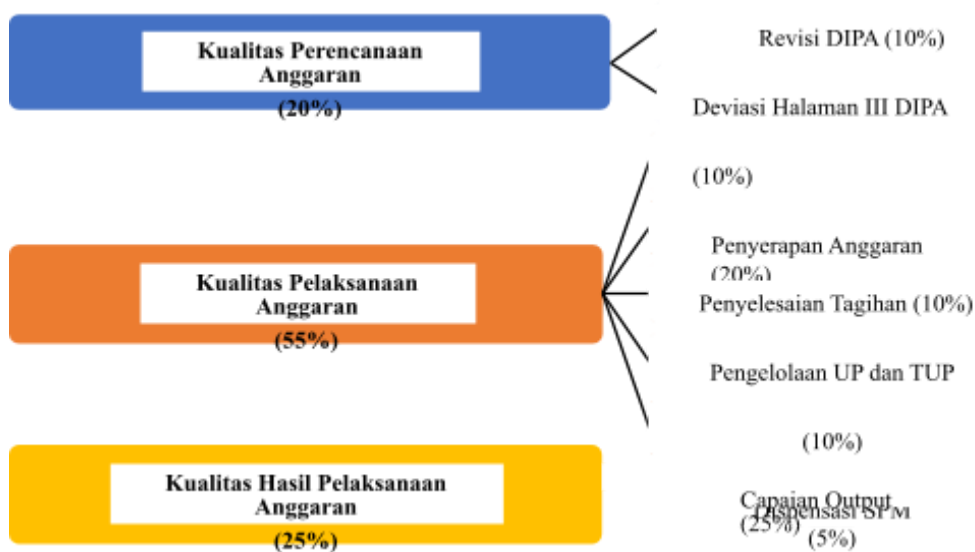 Kualitas Perencanaan
Anggaran
(20%)
Revisi DIPA (10%)
Deviasi Halaman III DIPA
(10%)
Kualitas Pelaksanaan
Anggaran
(55%)
Penyerapan Anggaran
(20%)
Penyelesaian Tagihan (10%)
Pengelolaan UP dan TUP
(10%)
Kualitas Hasil Pelaksanaan
Anggaran
(25%)
Capaian Output
(25%)
Dispensasi SPM
(5%)